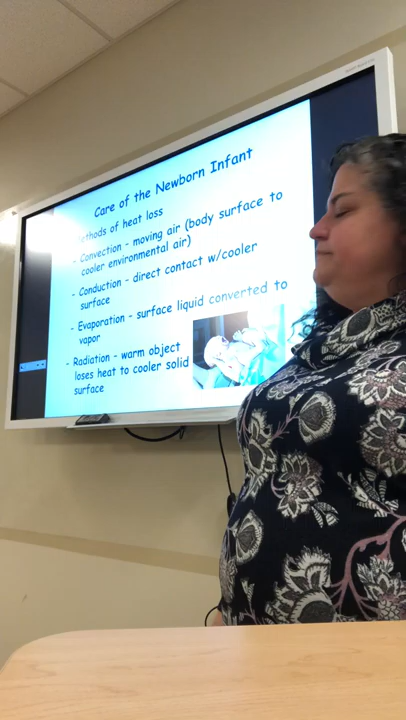 Care of the Newborn Infant
Methods of heat loss
- Convection - moving air (body surface to
cooler environmental air)
- Conduction - direct contact w/cooler
surface
- Evaporation - surface liquid converted to
vapor
- Radiation - warm object
loses heat to cooler solid
surface